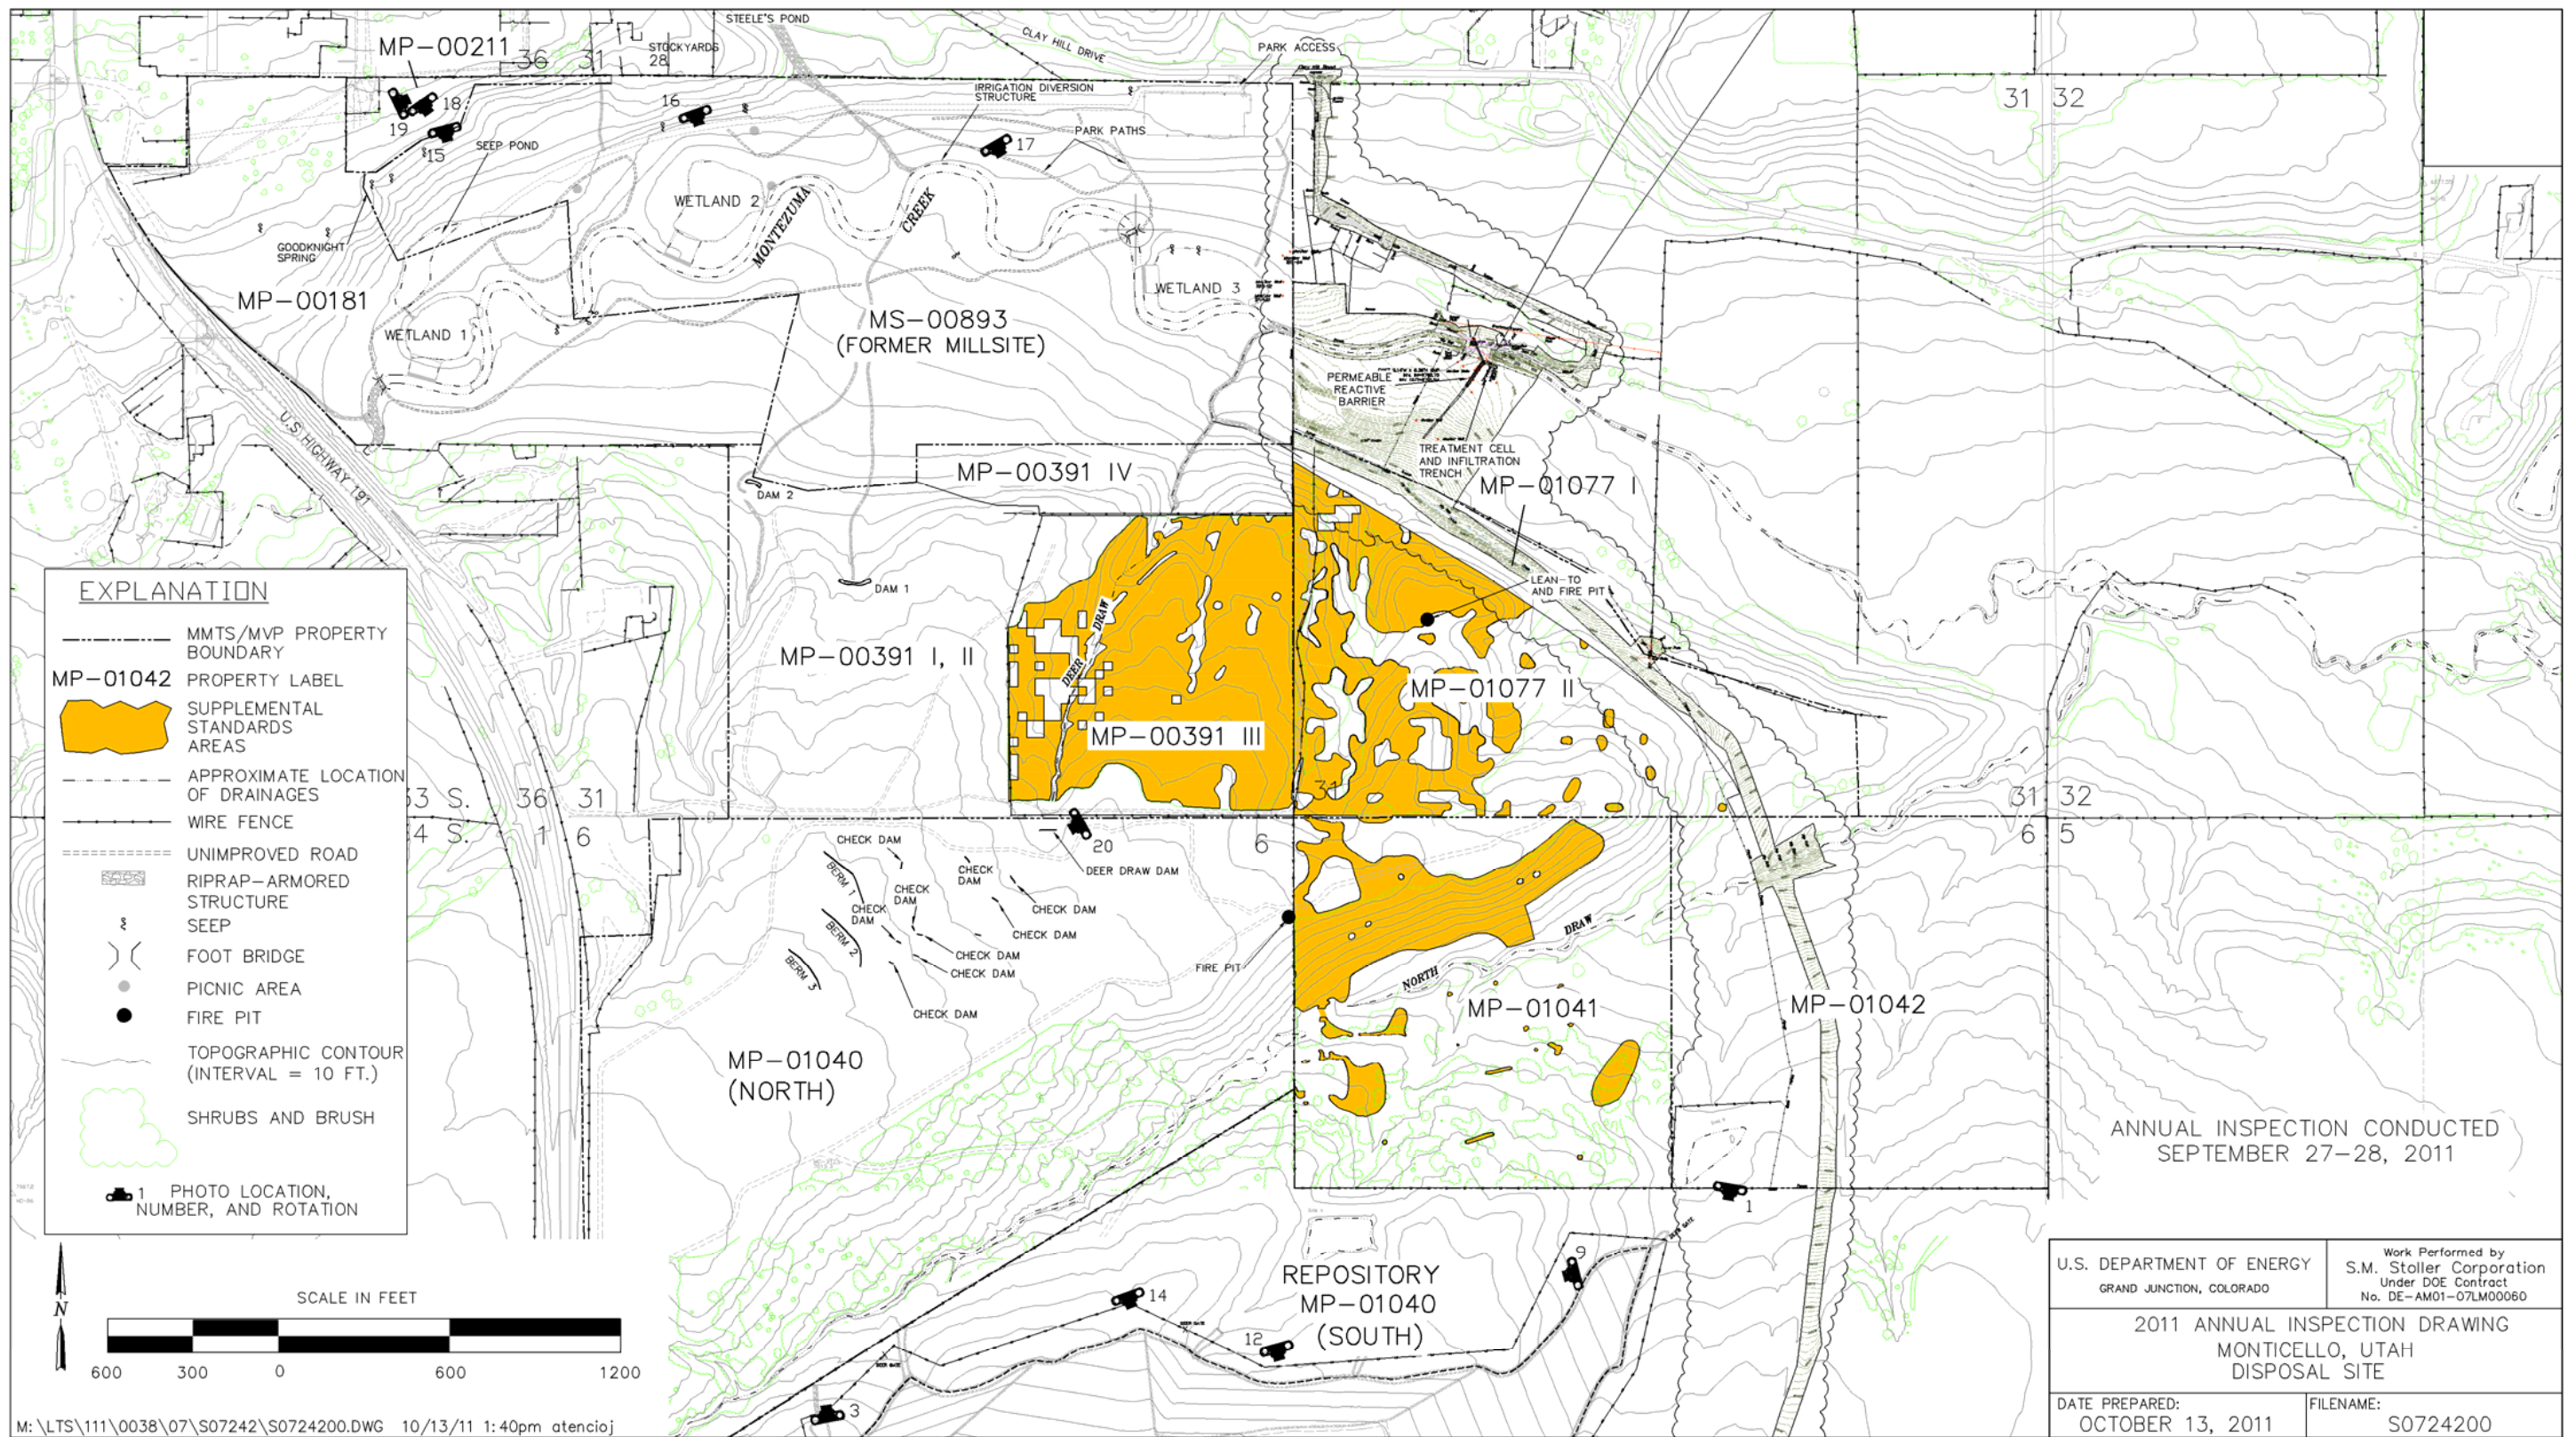 STEELE'S POND
MP-00211
36 31
STOCKYARDS
28
CLAY HILL DRIVE
PARK ACCESS
31 32
18
19
15
16
17
IRRIGATION DIVERSION
STRUCTURE
PARK PATHS
SEEP POND
WETLAND 2
MONTEZUMA
CREEK
GOODKNIGHT
SPRING
MP-00181
WETLAND 1
WETLAND 3
MS-00893
(FORMER MILLSITE)
PERMEABLE
REACTIVE
BARRIER
U.S. HIGHWAY 191
TREATMENT CELL
AND INFILTRATION
TRENCH
MP-00391 IV
MP-01077 I
DAM 2
DAM 1
LEAN-TO
AND FIRE PIT
DEER DRAW
MP-00391 I, II
MP-01077 II
MP-00391 III
31
33 S. 36 31
31 32
34 S. 1 6
6
6 5
20
DEER DRAW DAM
CHECK DAM
BERM 1
CHECK
DAM
CHECK
DAM
CHECK
DAM
CHECK DAM
CHECK DAM
BERM 2
CHECK DAM
CHECK DAM
BERM 3
CHECK DAM
FIRE PIT
NORTH DRAW
MP-01041
MP-01042
MP-01040
(NORTH)
1
9
14
12
3
DEER GATE
DEER GATE
DEER GATE
REPOSITORY
MP-01040
(SOUTH)
EXPLANATION
MMTS/MVP PROPERTY
BOUNDARY
MP-01042 PROPERTY LABEL
SUPPLEMENTAL
STANDARDS
AREAS
APPROXIMATE LOCATION
OF DRAINAGES
WIRE FENCE
UNIMPROVED ROAD
RIPRAP-ARMORED
STRUCTURE
SEEP
FOOT BRIDGE
PICNIC AREA
FIRE PIT
TOPOGRAPHIC CONTOUR
(INTERVAL = 10 FT.)
SHRUBS AND BRUSH
1 PHOTO LOCATION,
NUMBER, AND ROTATION
N
SCALE IN FEET
600 300 0 600 1200
M:\LTS\111\0038\07\S07242\S0724200.DWG 10/13/11 1:40pm atencioj
ANNUAL INSPECTION CONDUCTED
SEPTEMBER 27-28, 2011
U.S. DEPARTMENT OF ENERGY
GRAND JUNCTION, COLORADO
Work Performed by
S.M. Stoller Corporation
Under DOE Contract
No. DE-AM01-07LM00060
2011 ANNUAL INSPECTION DRAWING
MONTICELLO, UTAH
DISPOSAL SITE
DATE PREPARED:
OCTOBER 13, 2011
FILENAME:
S0724200